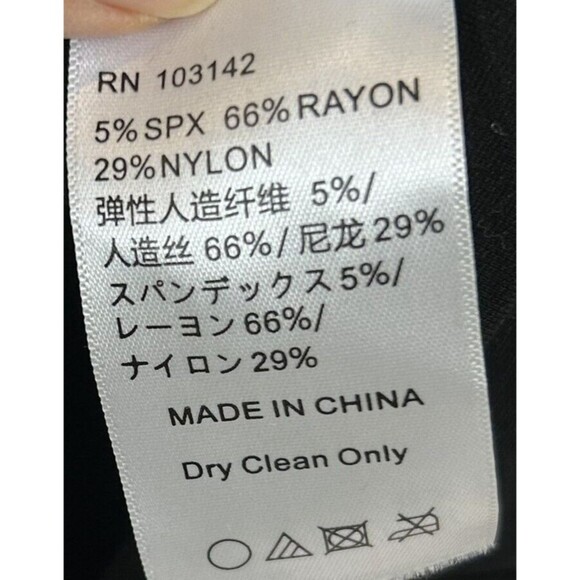 RN 103142
5% SPX 66% RAYON
29% NYLON
弹性人造纤维 5%/
人造丝 66%/ 尼龙 29%
スパンデックス 5%/
レーヨン 66%/
ナイロン 29%
MADE IN CHINA
Dry Clean Only